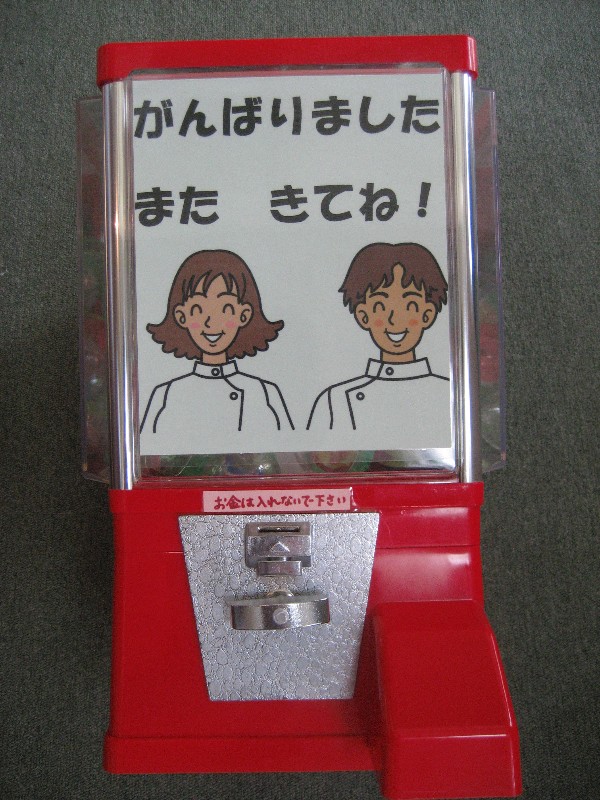 がんばりました
また　きてね！
お金は入れないで下さい